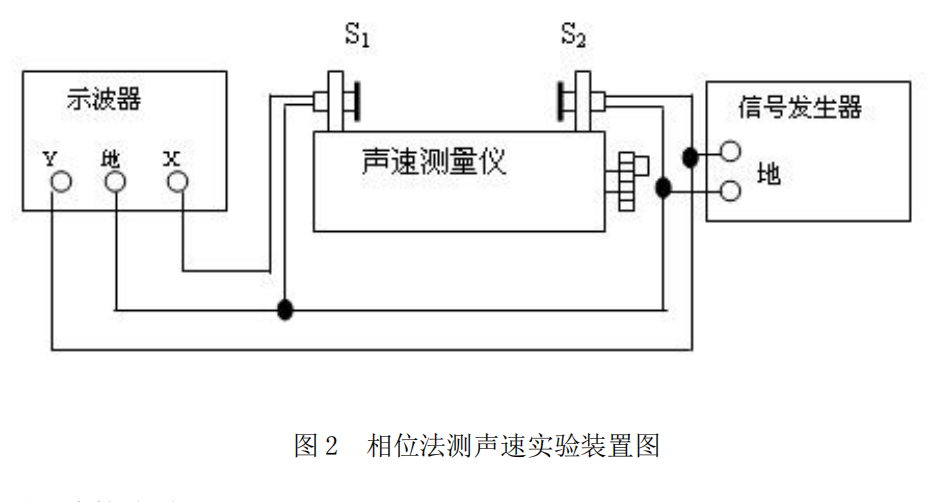 S₁ S₂
示波器
信号发生器
Y 地 X
声速测量仪
地
图 2 相位法测声速实验装置图